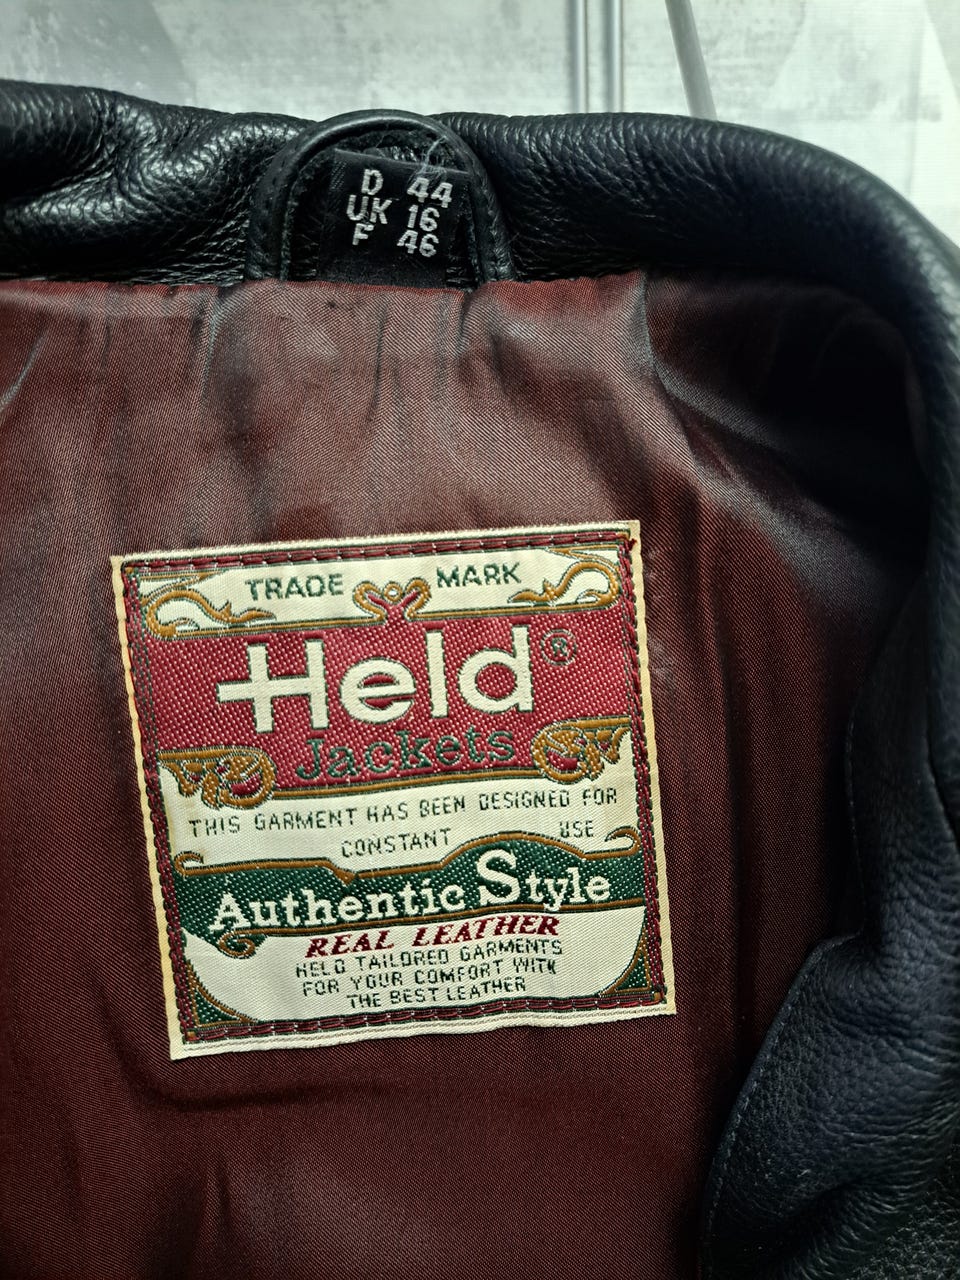 D 44
UK 16
F 46
TRADE MARK
Held®
Jackets
THIS GARMENT HAS BEEN DESIGNED FOR
CONSTANT USE
Authentic Style
REAL LEATHER
HELD TAILORED GARMENTS
FOR YOUR COMFORT WITH
THE BEST LEATHER